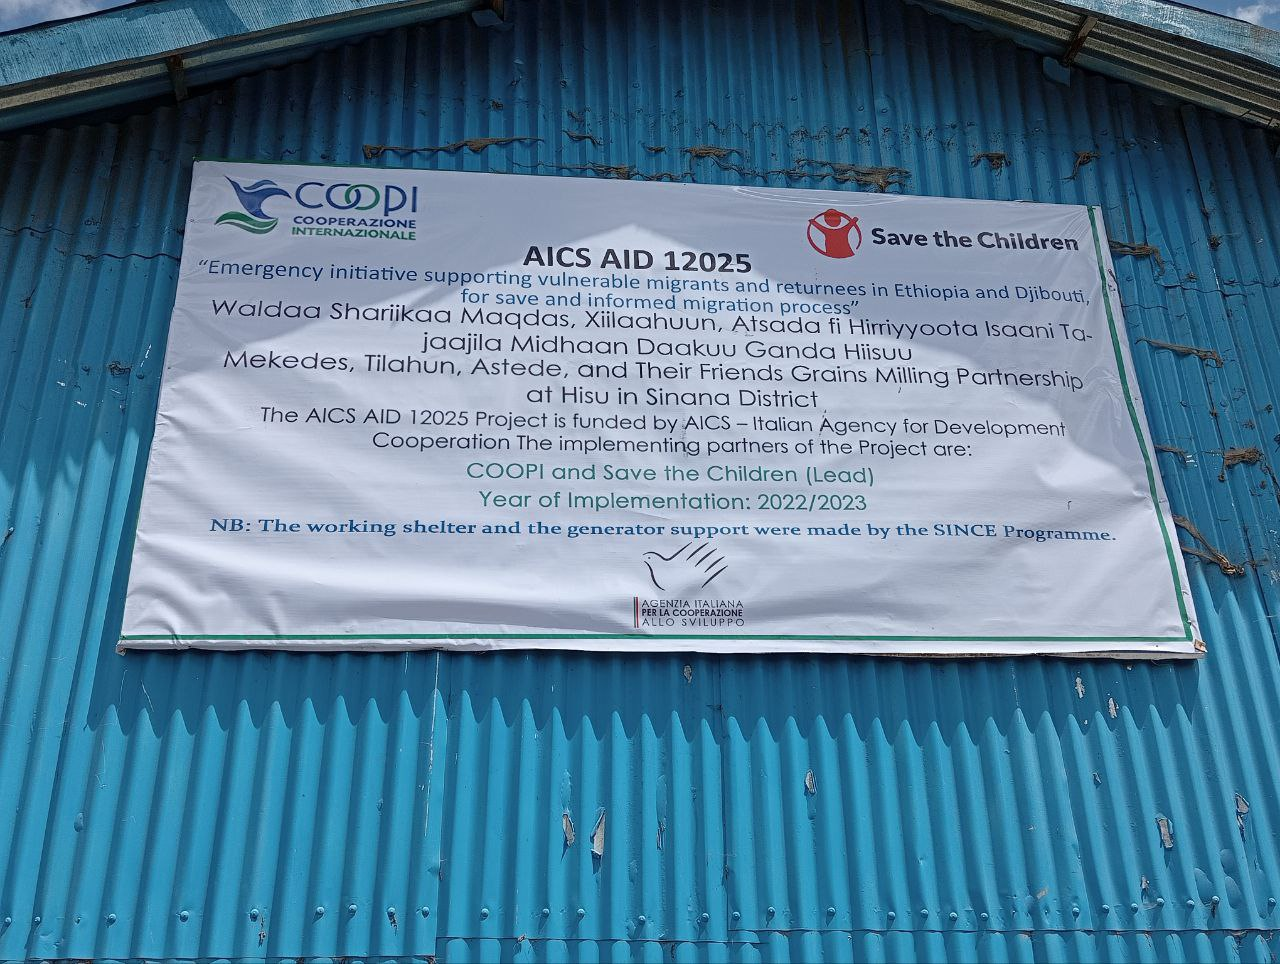 COOPI
COOPERAZIONE
INTERNAZIONALE
Save the Children
AICS AID 12025
“Emergency initiative supporting vulnerable migrants and returnees in Ethiopia and Djibouti,
for save and informed migration process”
Waldaa Shariikaa Maqdas, Xiilaahuun, Atsada fi Hirriyyoota Isaani Ta-
jaajila Midhaan Daakuu Ganda Hiisuu
Mekedes, Tilahun, Astede, and Their Friends Grains Milling Partnership
at Hisu in Sinana District
The AICS AID 12025 Project is funded by AICS – Italian Agency for Development
Cooperation The implementing partners of the Project are:
COOPI and Save the Children (Lead)
Year of Implementation: 2022/2023
NB: The working shelter and the generator support were made by the SINCE Programme.
AGENZIA ITALIANA
PER LA COOPERAZIONE
ALLO SVILUPPO